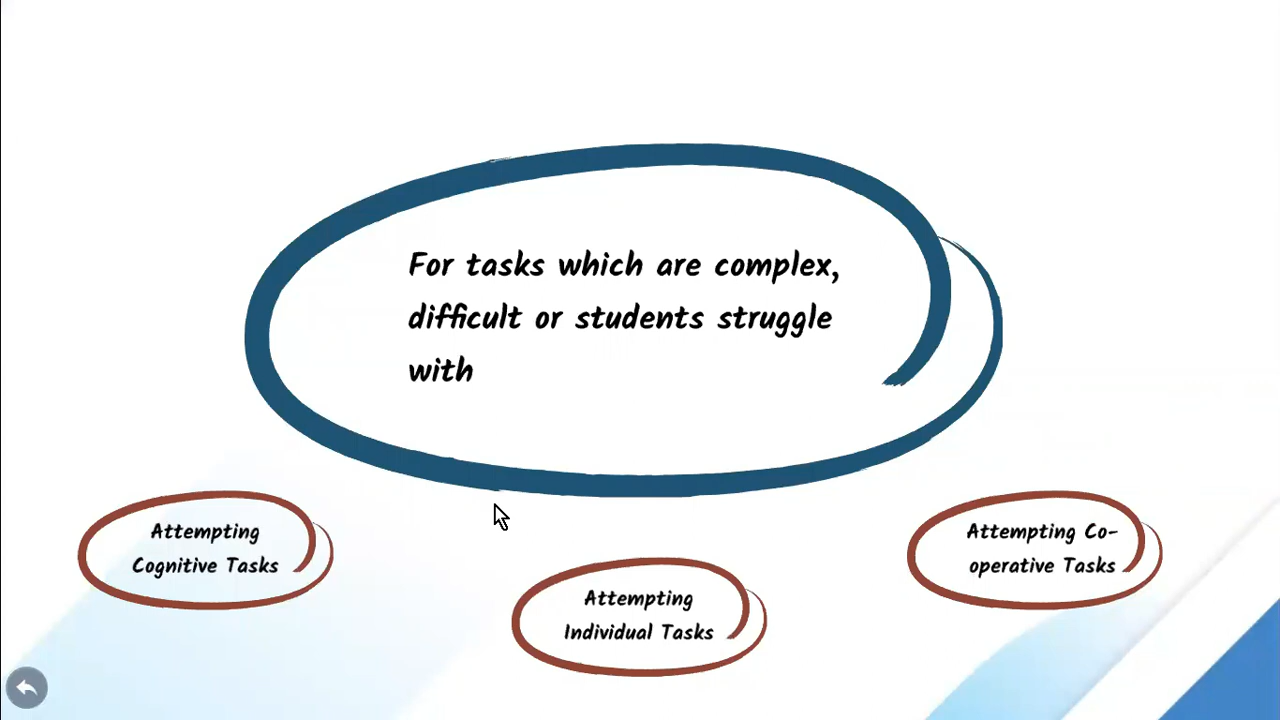 For tasks which are complex,
difficult or students struggle
with
Attempting
Cognitive Tasks
Attempting
Individual Tasks
Attempting Co-
operative Tasks